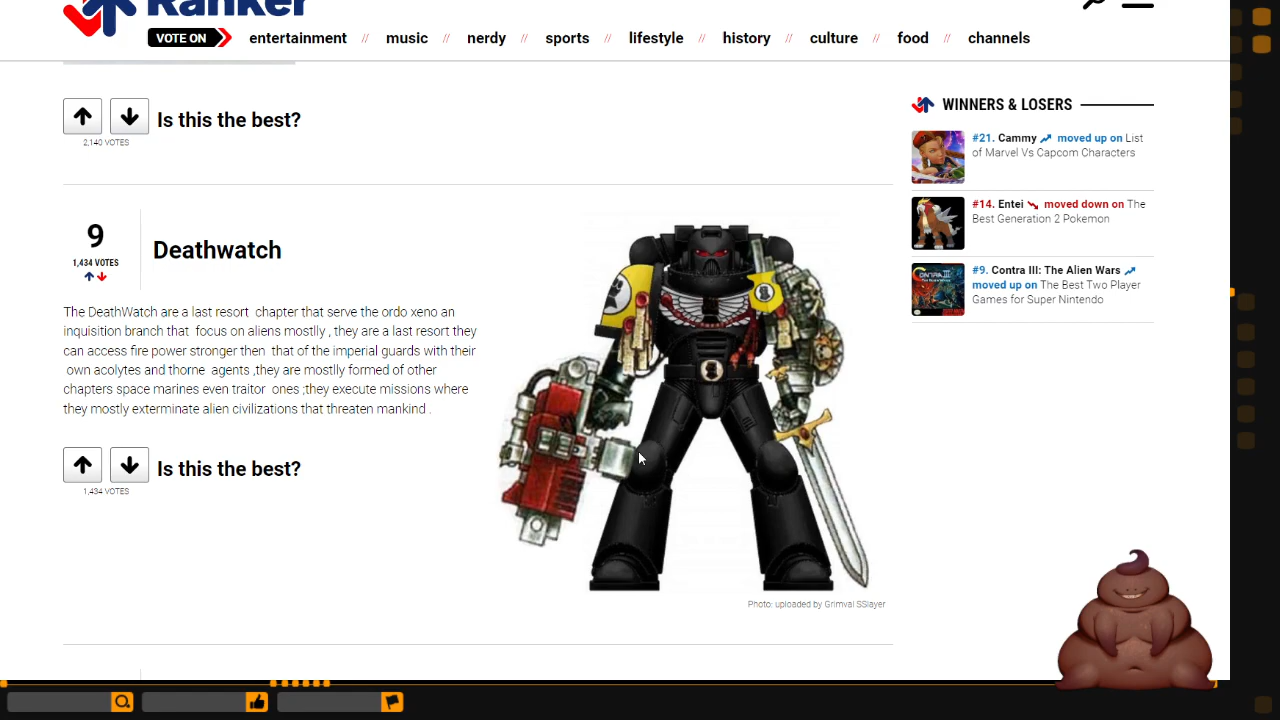 Ranker
VOTE ON entertainment // music // nerdy // sports // lifestyle // history // culture // food // channels
Is this the best?
2,140 VOTES
9
1,434 VOTES
Deathwatch
The DeathWatch are a last resort chapter that serve the ordo xeno an
inquisition branch that focus on aliens mostlly , they are a last resort they
can access fire power stronger then that of the imperial guards with their
own acolytes and thorne agents ,they are mostlly formed of other
chapters space marines even traitor ones ;they execute missions where
they mostly exterminate alien civilizations that threaten mankind .
Is this the best?
1,434 VOTES
Photo: uploaded by Grimval SSlayer
WINNERS & LOSERS
#21. Cammy moved up on List
of Marvel Vs Capcom Characters
#14. Entei moved down on The
Best Generation 2 Pokemon
#9. Contra III: The Alien Wars
moved up on The Best Two Player
Games for Super Nintendo